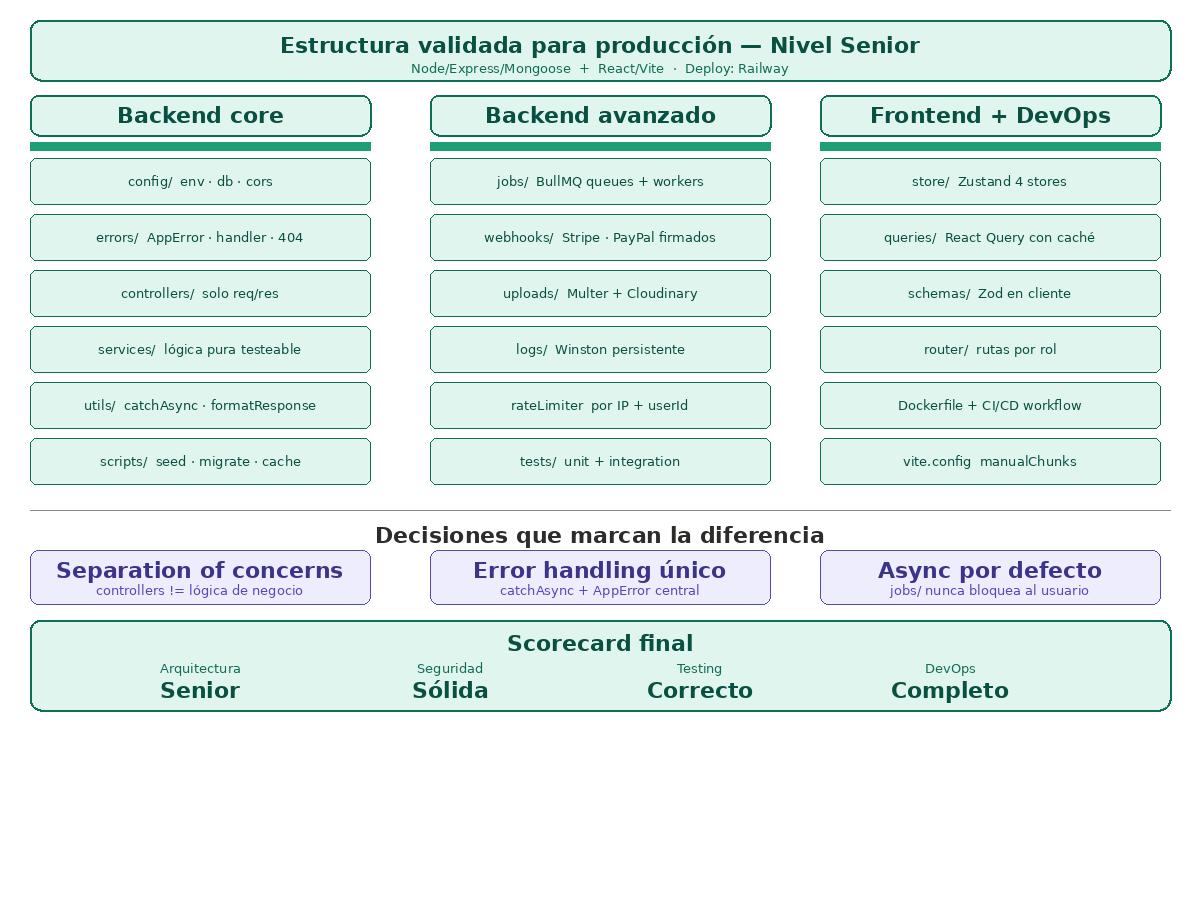 Estructura validada para producción — Nivel Senior
Node/Express/Mongoose + React/Vite · Deploy: Railway
Backend core
config/ env · db · cors
errors/ AppError · handler · 404
controllers/ solo req/res
services/ lógica pura testeable
utils/ catchAsync · formatResponse
scripts/ seed · migrate · cache
Backend avanzado
jobs/ BullMQ queues + workers
webhooks/ Stripe · PayPal firmados
uploads/ Multer + Cloudinary
logs/ Winston persistente
rateLimiter por IP + userId
tests/ unit + integration
Frontend + DevOps
store/ Zustand 4 stores
queries/ React Query con caché
schemas/ Zod en cliente
router/ rutas por rol
Dockerfile + CI/CD workflow
vite.config manualChunks
Decisiones que marcan la diferencia
Separation of concerns
controllers != lógica de negocio
Error handling único
catchAsync + AppError central
Async por defecto
jobs/ nunca bloquea al usuario
Scorecard final
Arquitectura
Senior
Seguridad
Sólida
Testing
Correcto
DevOps
Completo